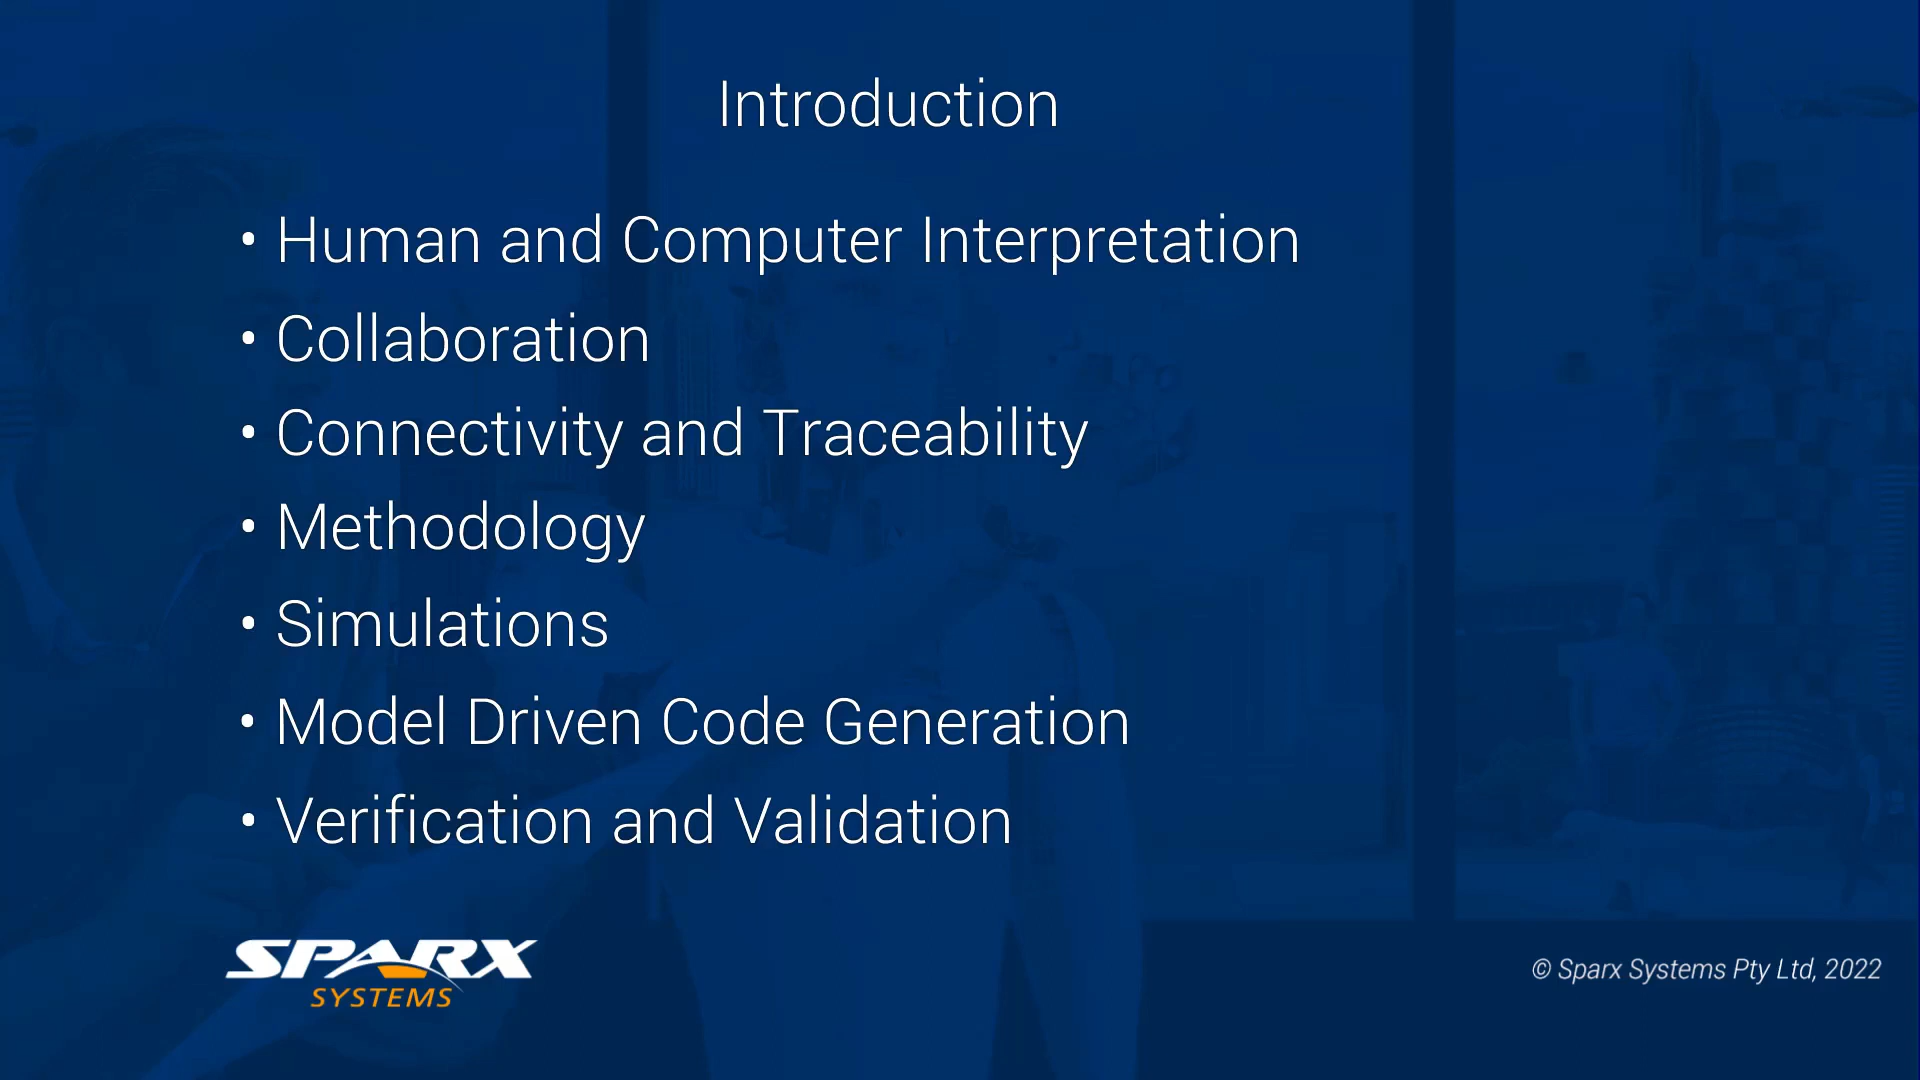 Introduction
• Human and Computer Interpretation
• Collaboration
• Connectivity and Traceability
• Methodology
• Simulations
• Model Driven Code Generation
• Verification and Validation
SPARX
SYSTEMS
© Sparx Systems Pty Ltd, 2022